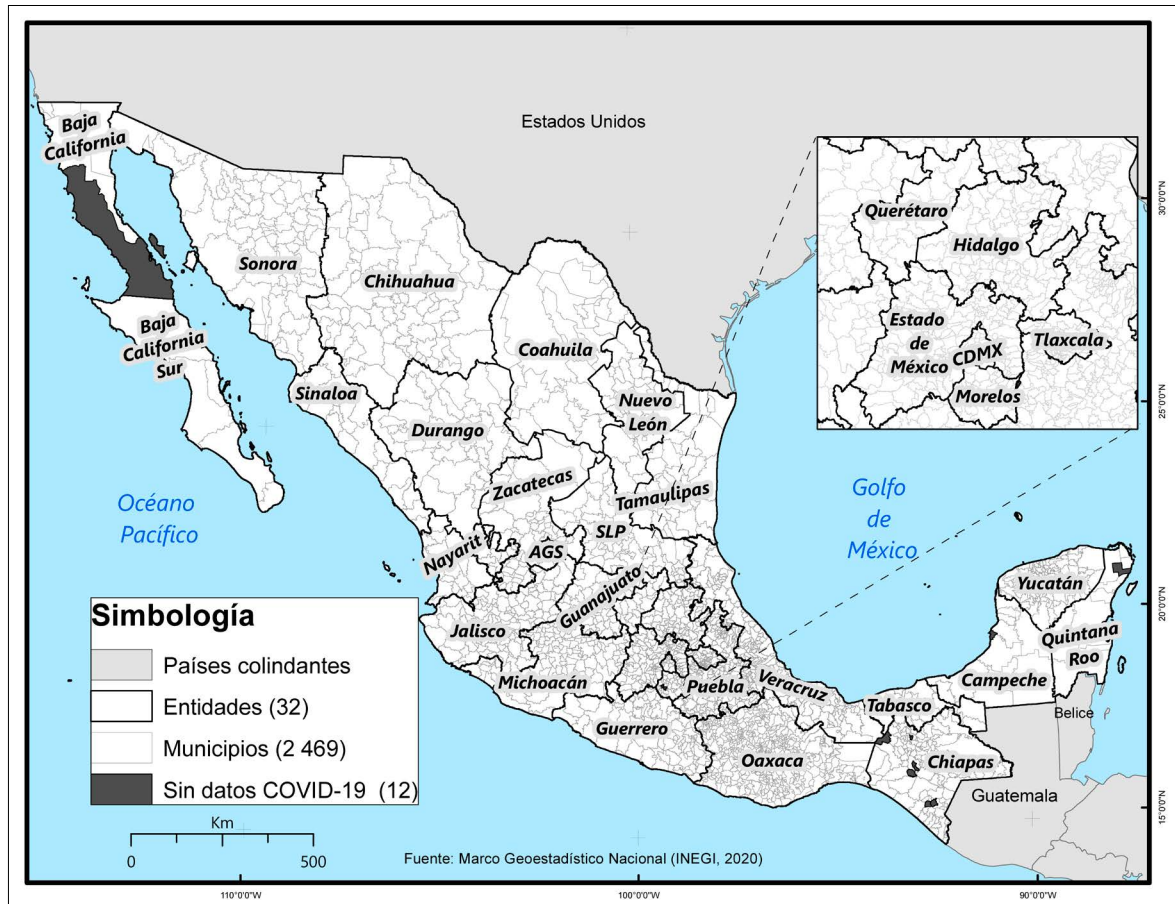 Estados Unidos
Baja
California
Sonora
Chihuahua
Coahuila
Baja
California
Sur
Sinaloa
Durango
Nuevo
León
Zacatecas
Tamaulipas
SLP
Nayarit
AGS
Guanajuato
Jalisco
Michoacán
Puebla
Veracruz
Guerrero
Oaxaca
Tabasco
Chiapas
Campeche
Yucatán
Quintana
Roo
Belice
Guatemala
Océano
Pacífico
Golfo
de
México
Querétaro
Hidalgo
Estado
de
México
CDMX
Tlaxcala
Morelos
30°0'0"N
25°0'0"N
20°0'0"N
15°0'0"N
Simbología
Países colindantes
Entidades (32)
Municipios (2 469)
Sin datos COVID-19 (12)
Km
0 500
Fuente: Marco Geoestadístico Nacional (INEGI, 2020)
110°0'0"W 100°0'0"W 90°0'0"W